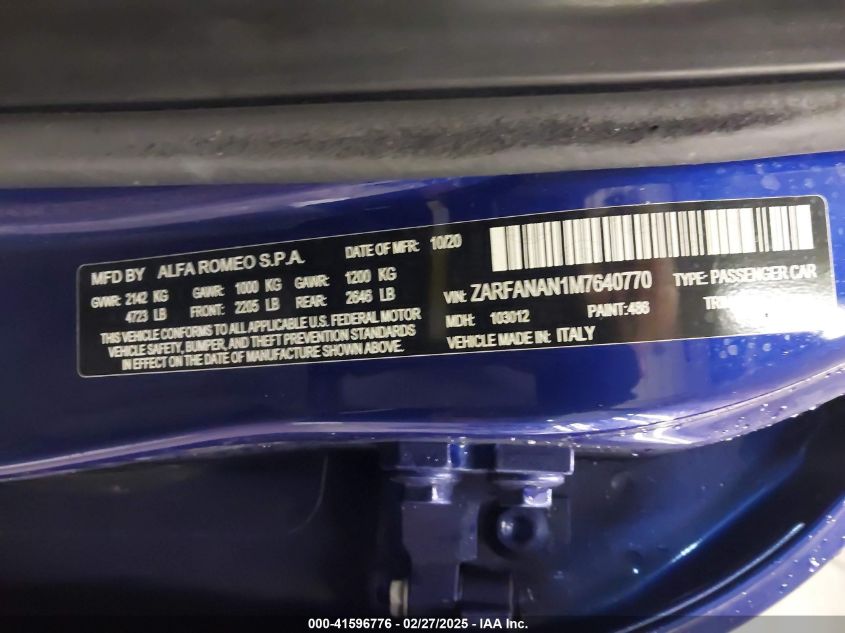 MFD BY ALFA ROMEO S.P.A. DATE OF MFR: 10/20
GVWR: 2142 KG GAWR: 1000 KG GAWR: 1200 KG
4723 LB FRONT: 2205 LB REAR: 2646 LB
THIS VEHICLE CONFORMS TO ALL APPLICABLE U.S. FEDERAL MOTOR
VEHICLE SAFETY, BUMPER, AND THEFT PREVENTION STANDARDS
IN EFFECT ON THE DATE OF MANUFACTURE SHOWN ABOVE.
VIN: ZARFANAN1M7640770 TYPE: PASSENGER CAR
MDH: 103012 PAINT: 486
VEHICLE MADE IN: ITALY
000-41596776 - 02/27/2025 - IAA Inc.